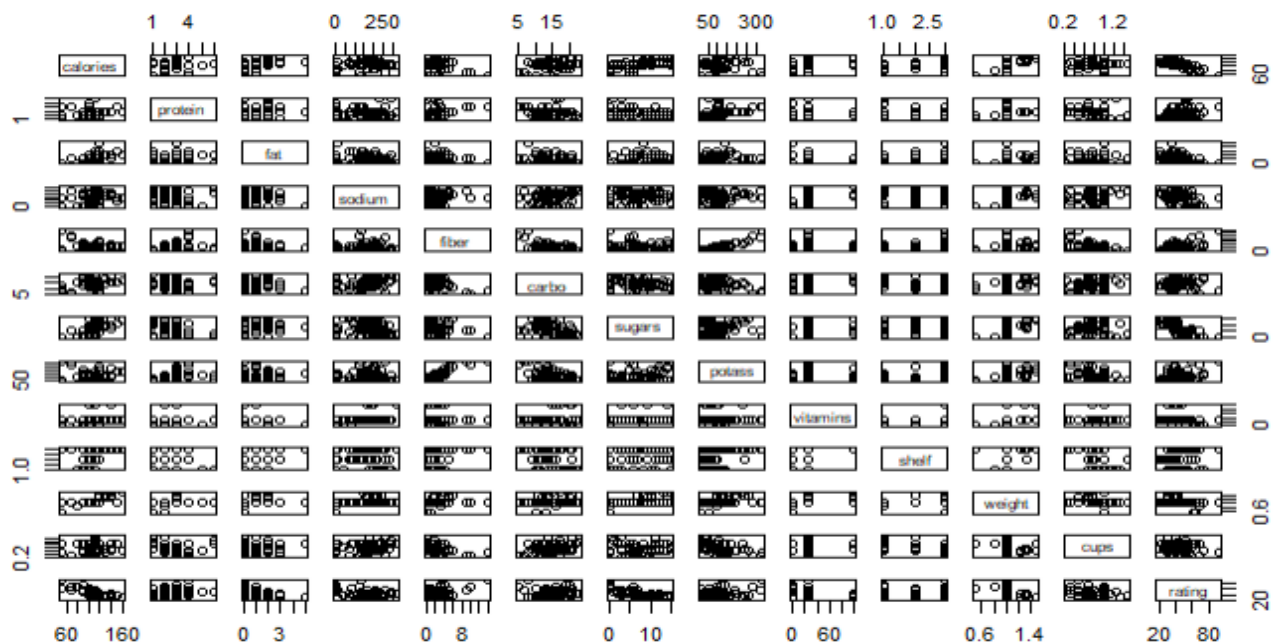 1 4 0 250 5 15 50 300 1.0 2.5 0.2 1.2
calories 60
1 protein
fat 0
0 sodium
fiber 0
5 carbo
sugars 0
50 potass
vitamins 0
1.0 shelf
weight 0.6
0.2 cups
rating 20
60 160 0 3 0 8 0 10 0 60 0.6 1.4 20 80